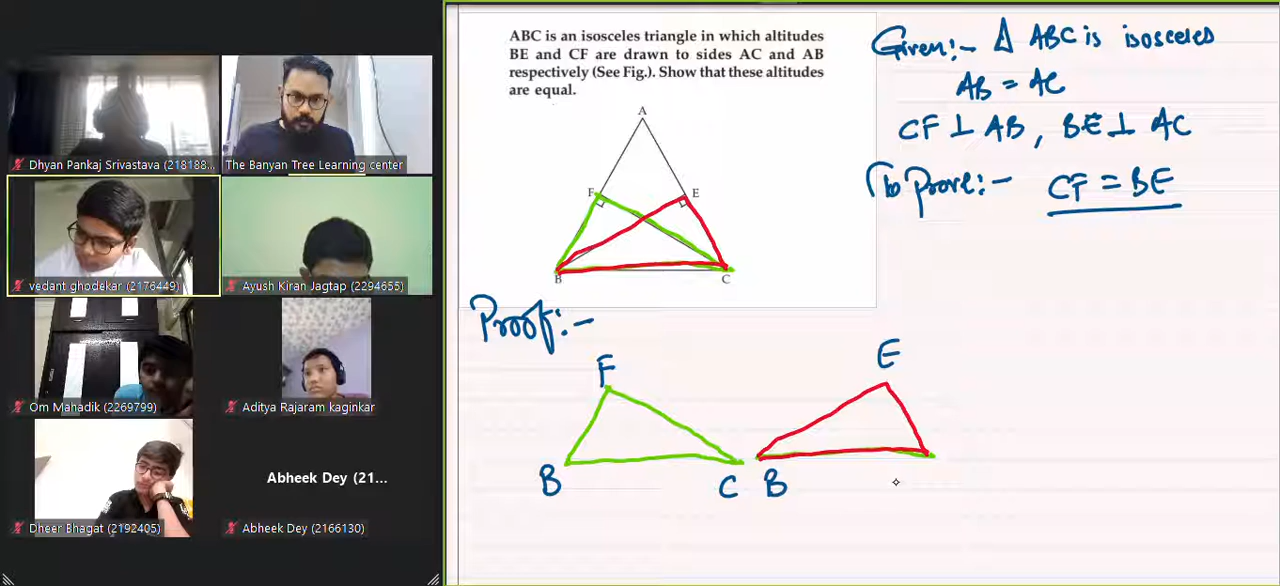 Dhyan Pankaj Srivastava (218188...
The Banyan Tree Learning center
vedant ghodekar (2176449)
Ayush Kiran Jagtap (2294655)
Om Mahadik (2269799)
Aditya Rajaram kaginkar
Dheer Bhagat (2192405)
Abheek Dey (21...
Abheek Dey (2166130)
ABC is an isosceles triangle in which altitudes
BE and CF are drawn to sides AC and AB
respectively (See Fig.). Show that these altitudes
are equal.
A
F
E
B
C
Given:- Δ ABC is isosceles
AB = AC
CF ⊥ AB, BE ⊥ AC
To Prove:- CF = BE
Proof:-
F
E
B
C
B